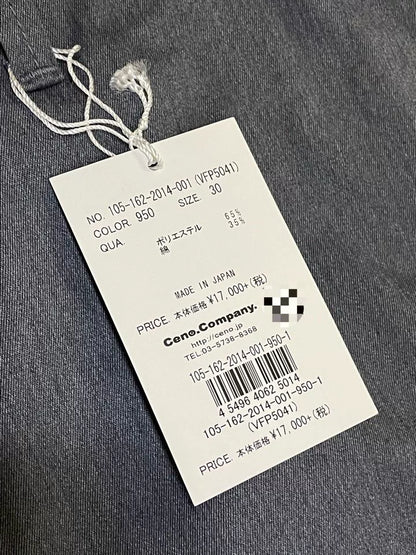 NO. 105-162-2014-001 (VFP5041)
COLOR. 950 SIZE. 30
QUA. ポリエステル 65%
綿 35%
MADE IN JAPAN
PRICE. 本体価格 ¥17,000+(税)
Ceno.Company.
http://ceno.jp
TEL.03-5738-8368
105-162-2014-001-950-1
4 5496 4062 5014
105-162-2014-001-950-1
(VFP5041)
PRICE. 本体価格 ¥17,000+(税)